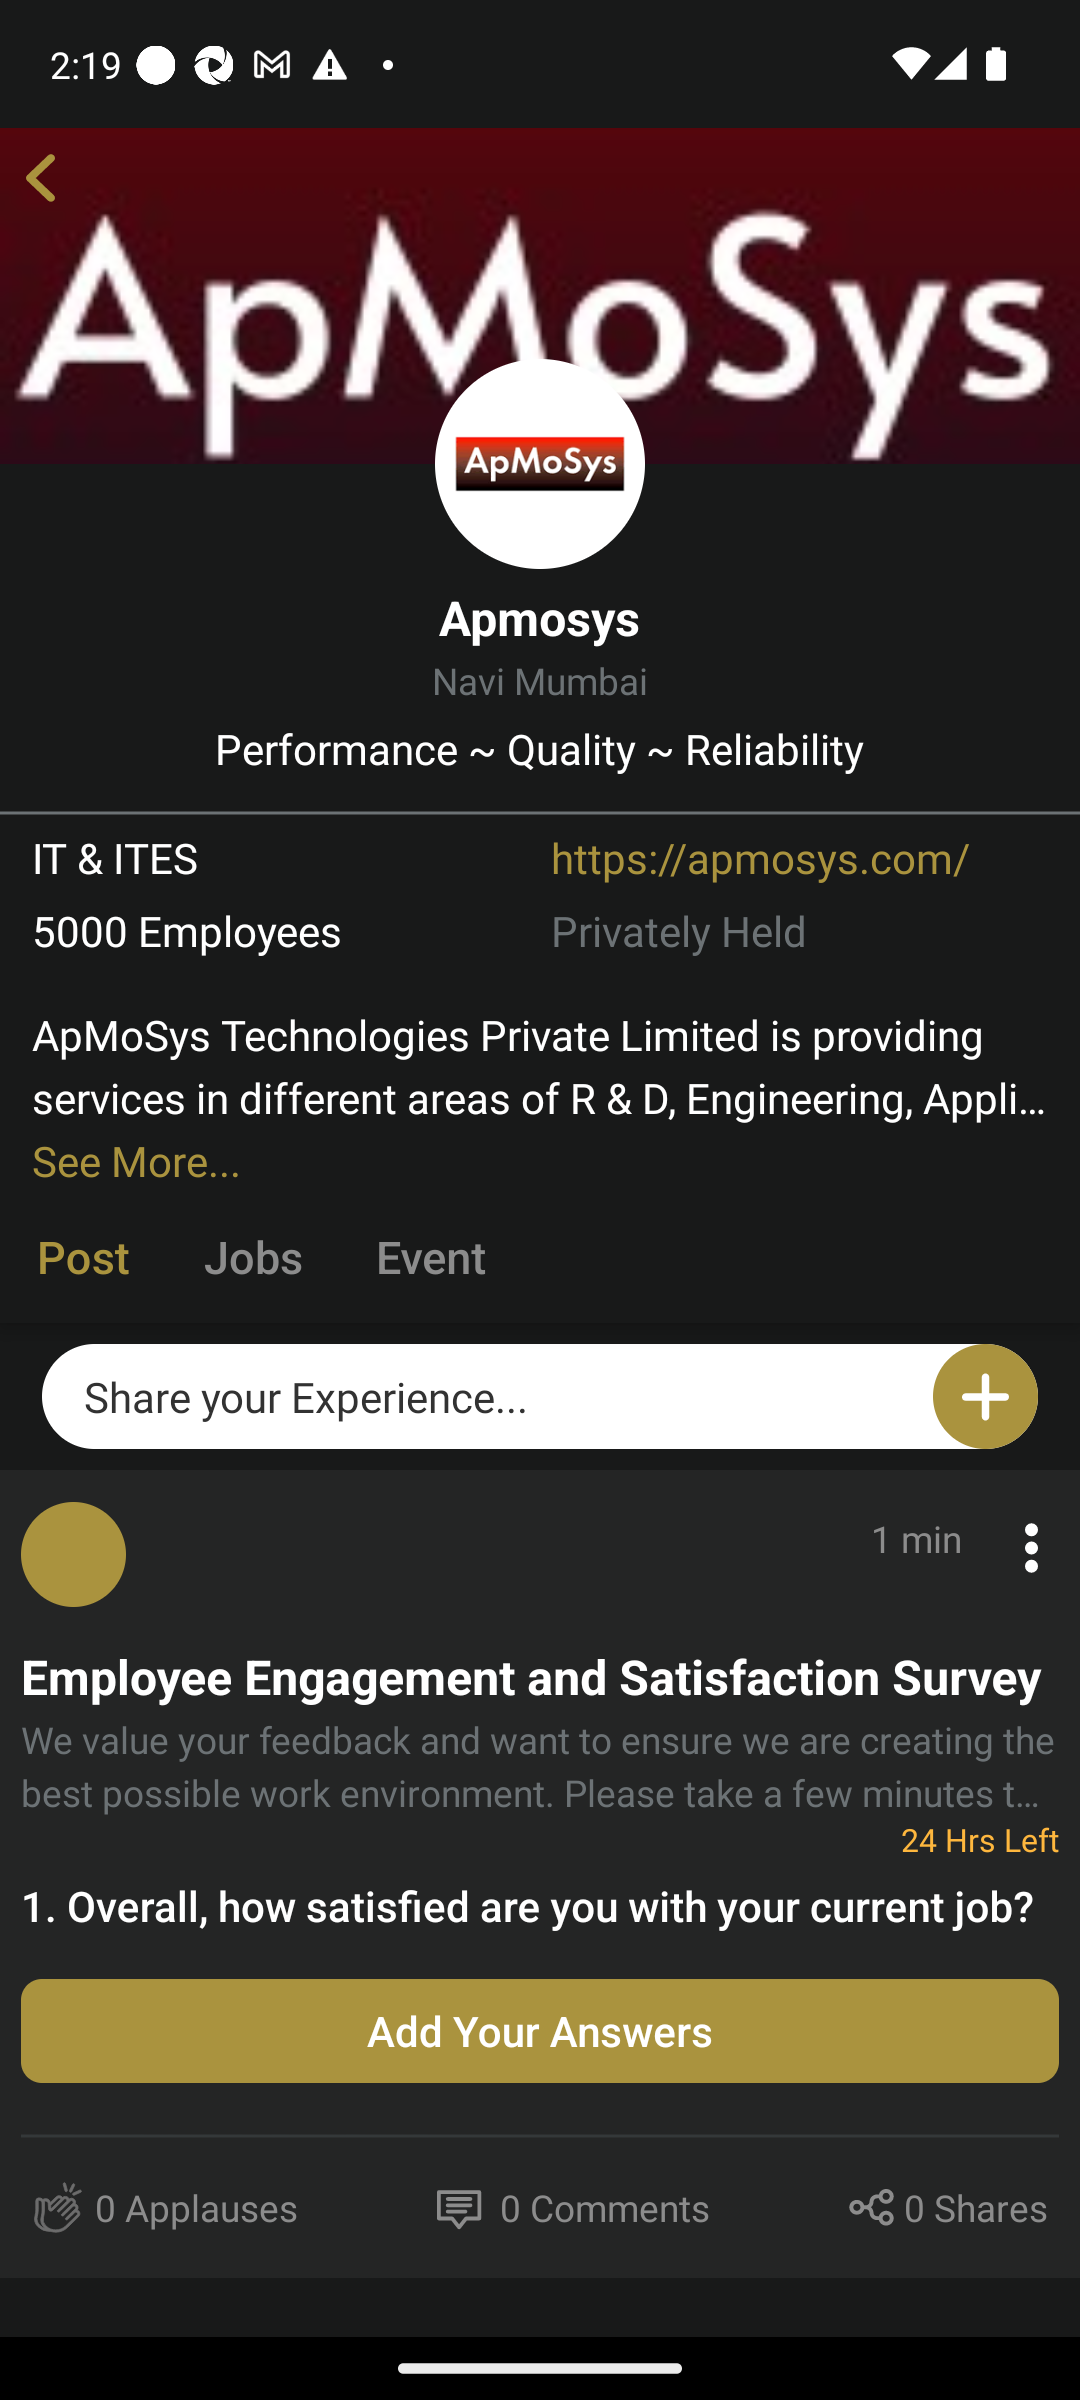 2:19
ApMoSys
ApMoSys
Apmosys
Navi Mumbai
Performance ~ Quality ~ Reliability
IT & ITES
https://apmosys.com/
5000 Employees
Privately Held
ApMoSys Technologies Private Limited is providing
services in different areas of R & D, Engineering, Appli...
See More...
Post Jobs Event
Share your Experience...
1 min
Employee Engagement and Satisfaction Survey
We value your feedback and want to ensure we are creating the
best possible work environment. Please take a few minutes t...
24 Hrs Left
1. Overall, how satisfied are you with your current job?
Add Your Answers
0 Applauses 0 Comments 0 Shares